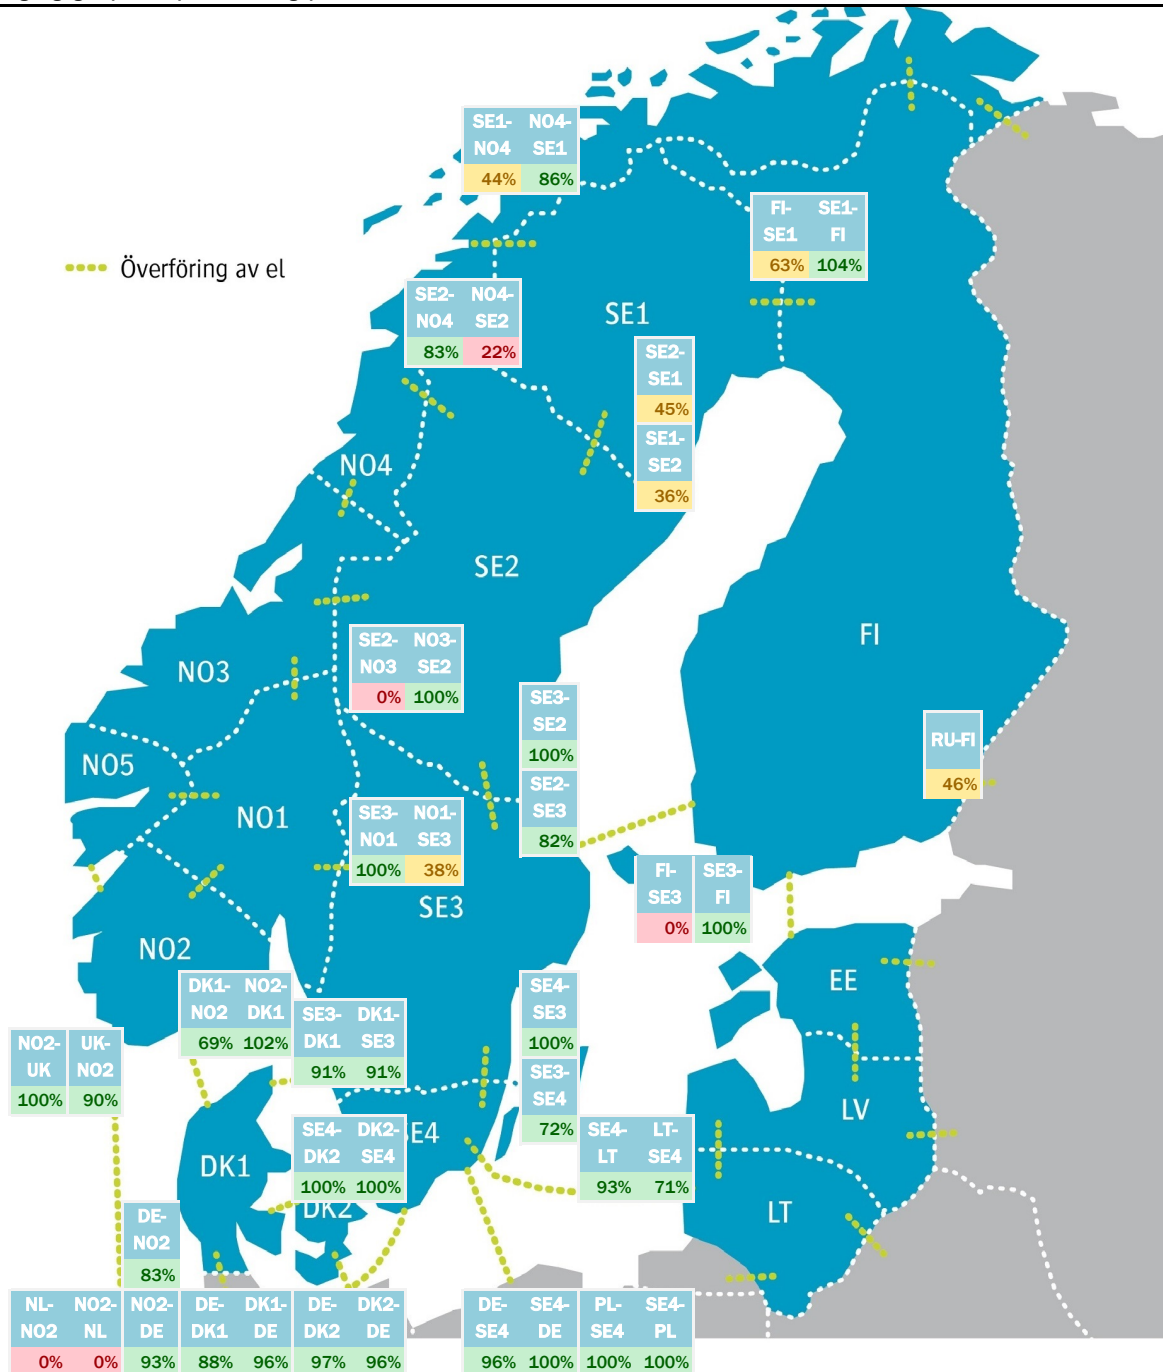 SE1- NO4-
NO4 SE1
44% 86%
FI- SE1-
SE1 FI
63% 104%
Överföring av el
SE2- NO4-
NO4 SE2
83% 22%
SE1
SE2-
SE1
45%
SE1-
SE2
36%
NO4
SE2
FI
SE2- NO3-
NO3 SE2
0% 100%
NO3
SE3-
SE2
100%
SE2-
SE3
82%
RU-FI
46%
NO5
NO1
SE3- NO1-
NO1 SE3
100% 38%
FI- SE3-
SE3 FI
0% 100%
SE3
NO2
EE
DK1- NO2-
NO2 DK1
69% 102%
SE3- DK1-
DK1 SE3
91% 91%
SE4-
SE3
100%
SE3-
SE4
72%
NO2- UK-
UK NO2
100% 90%
LV
SE4- DK2-
DK2 SE4
100% 100%
E4
SE4- LT-
LT SE4
93% 71%
DK1
DK2
LT
DE-
NO2
83%
NL- NO2- NO2- DE- DK1- DE- DK2-
NO2 NL DE DK1 DE DK2 DE
0% 0% 93% 88% 96% 97% 96%
DE- SE4- PL- SE4-
SE4 DE SE4 PL
96% 100% 100% 100%